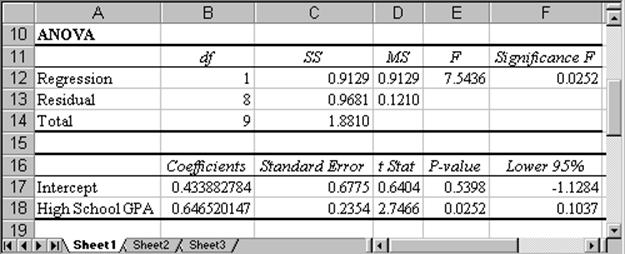 A B C D E F
10 ANOVA
11 df SS MS F Significance F
12 Regression 1 0.9129 0.9129 7.5436 0.0252
13 Residual 8 0.9681 0.1210
14 Total 9 1.8810
15
16 Coefficients Standard Error t Stat P-value Lower 95%
17 Intercept 0.433882784 0.6775 0.6404 0.5398 -1.1284
18 High School GPA 0.646520147 0.2354 2.7466 0.0252 0.1037
19
Sheet1 Sheet2 Sheet3